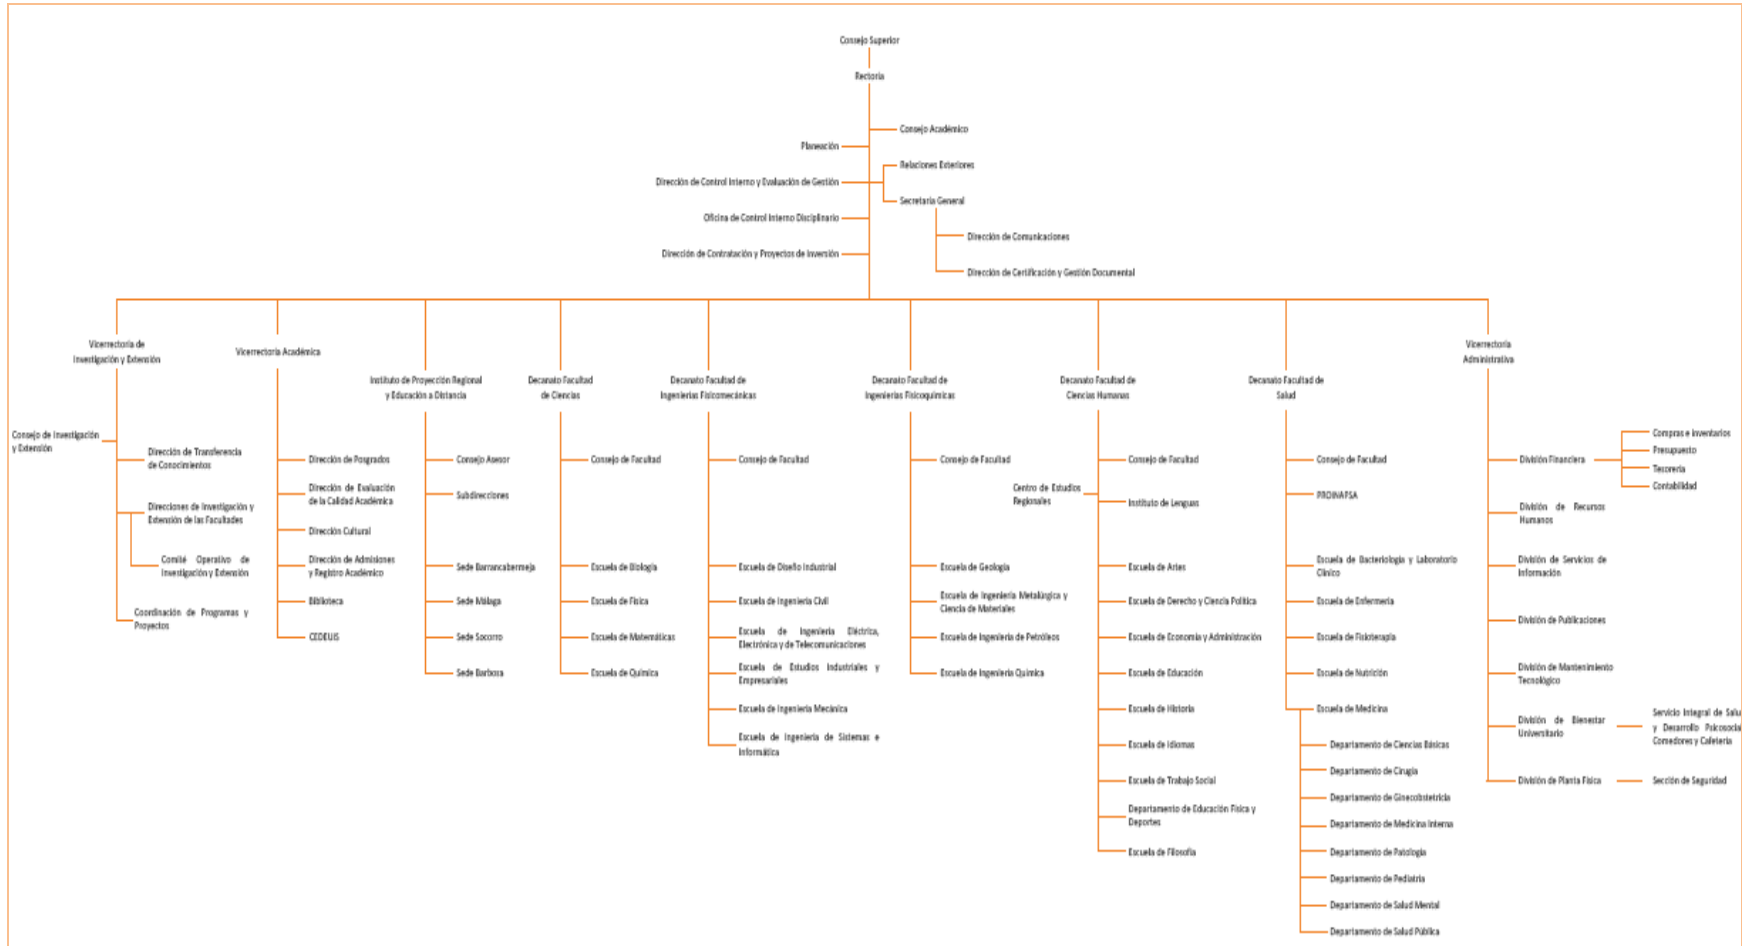 Consejo Superior
Rectoría
Consejo Académico
Planeación
Relaciones Exteriores
Dirección de Control Interno y Evaluación de Gestión
Secretaría General
Oficina de Control Interno Disciplinario
Dirección de Comunicaciones
Dirección de Contratación y Proyectos de Inversión
Dirección de Certificación y Gestión Documental
Vicerrectoría de
Investigación y Extensión
Consejo de Investigación
y Extensión
Dirección de Transferencia
de Conocimientos
Direcciones de Investigación y
Extensión de las Facultades
Comité Operativo de
Investigación y Extensión
Coordinación de Programas y
Proyectos
Vicerrectoría Académica
Dirección de Posgrados
Dirección de Evaluación
de la Calidad Académica
Dirección Cultural
Dirección de Admisiones
y Registro Académico
Biblioteca
CEDEUIS
Instituto de Proyección Regional
y Educación a Distancia
Consejo Asesor
Subdirecciones
Sede Barrancabermeja
Sede Málaga
Sede Socorro
Sede Barbosa
Decanato Facultad
de Ciencias
Consejo de Facultad
Escuela de Biología
Escuela de Física
Escuela de Matemáticas
Escuela de Química
Decanato Facultad de
Ingenierías Fisicomecánicas
Consejo de Facultad
Escuela de Diseño Industrial
Escuela de Ingeniería Civil
Escuela de Ingeniería Eléctrica,
Electrónica y de Telecomunicaciones
Escuela de Estudios Industriales y
Empresariales
Escuela de Ingeniería Mecánica
Escuela de Ingeniería de Sistemas e
Informática
Decanato Facultad de
Ingenierías Fisicoquímicas
Consejo de Facultad
Escuela de Geología
Escuela de Ingeniería Metalúrgica y
Ciencia de Materiales
Escuela de Ingeniería de Petróleos
Escuela de Ingeniería Química
Decanato Facultad de
Ciencias Humanas
Consejo de Facultad
Centro de Estudios
Regionales
Instituto de Lenguas
Escuela de Artes
Escuela de Derecho y Ciencia Política
Escuela de Economía y Administración
Escuela de Educación
Escuela de Historia
Escuela de Idiomas
Escuela de Trabajo Social
Departamento de Educación Física y
Deportes
Escuela de Filosofía
Decanato Facultad de
Salud
Consejo de Facultad
PROINAPSA
Escuela de Bacteriología y Laboratorio
Clínico
Escuela de Enfermería
Escuela de Fisioterapia
Escuela de Nutrición
Escuela de Medicina
Departamento de Ciencias Básicas
Departamento de Cirugía
Departamento de Ginecobstetricia
Departamento de Medicina Interna
Departamento de Patología
Departamento de Pediatría
Departamento de Salud Mental
Departamento de Salud Pública
Vicerrectoría
Administrativa
División Financiera
Compras e inventarios
Presupuesto
Tesorería
Contabilidad
División de Recursos
Humanos
División de Servicios de
Información
División de Publicaciones
División de Mantenimiento
Tecnológico
División de Bienestar
Universitario
Servicio Integral de Salu
y Desarrollo Psicosocia
Comedores y Cafetería
División de Planta Física
Sección de Seguridad